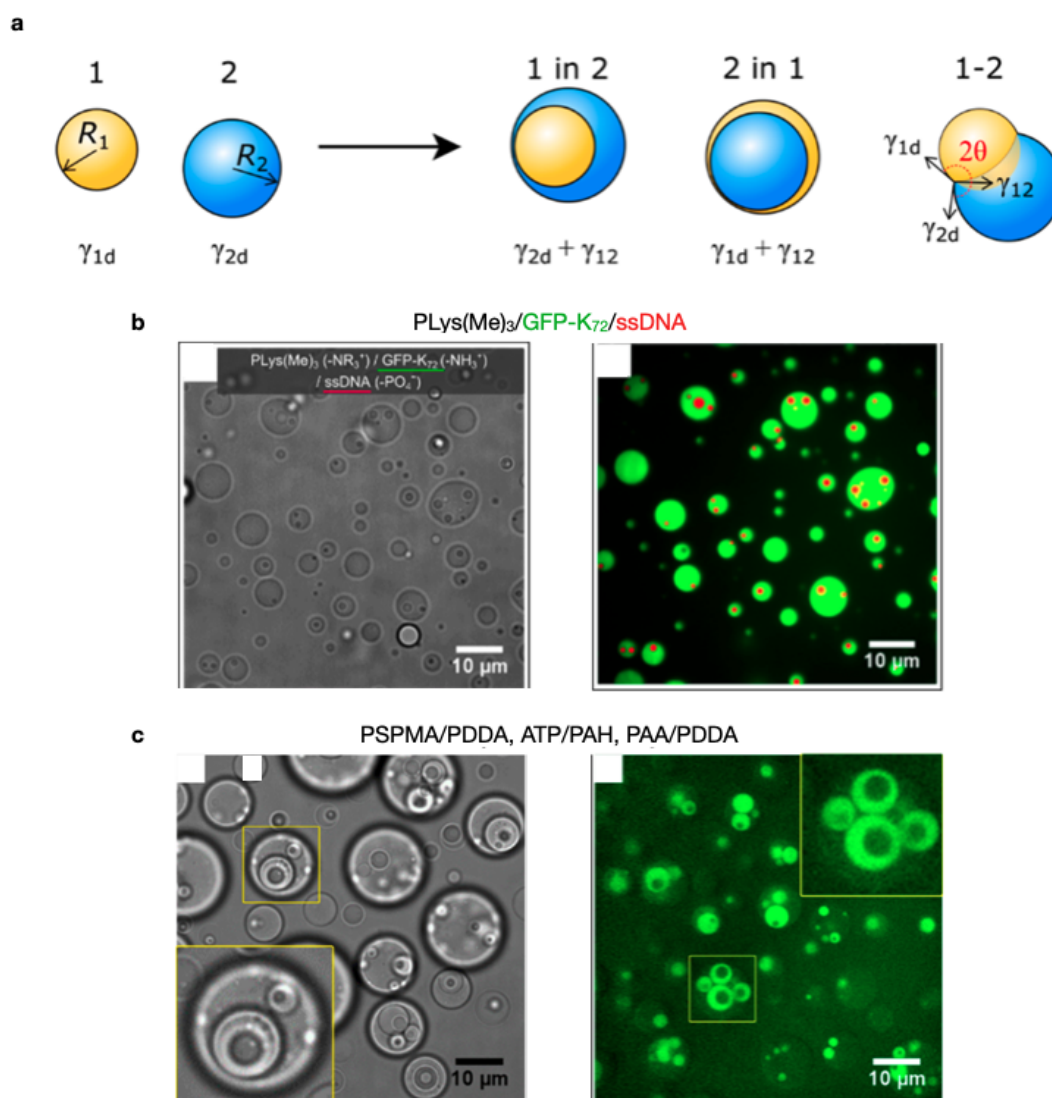 a
1
2
1 in 2
2 in 1
1-2
R₁
R₂
γ₁d
2θ
γ₁₂
γ₂d
γ₁d
γ₂d
γ₂d + γ₁₂
γ₁d + γ₁₂
b
PLys(Me)₃/GFP-K₇₂/ssDNA
PLys(Me)₃ (-NR₃⁺) / GFP-K₇₂ (-NH₃⁺)
/ ssDNA (-PO₄⁻)
10 µm
10 µm
c
PSPMA/PDDA, ATP/PAH, PAA/PDDA
10 µm
10 µm